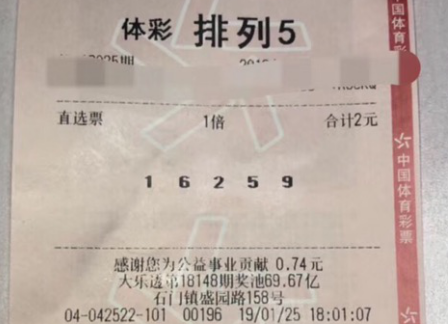 体彩 排列5
直选票 1倍 合计2元
1 6 2 5 9
感谢您为公益事业贡献 0.74元
大乐透第18148期奖池69.67亿
石门镇盛园路158号
04-042522-101 00196 19/01/25 18:01:07
中国体育彩
中国体育彩票